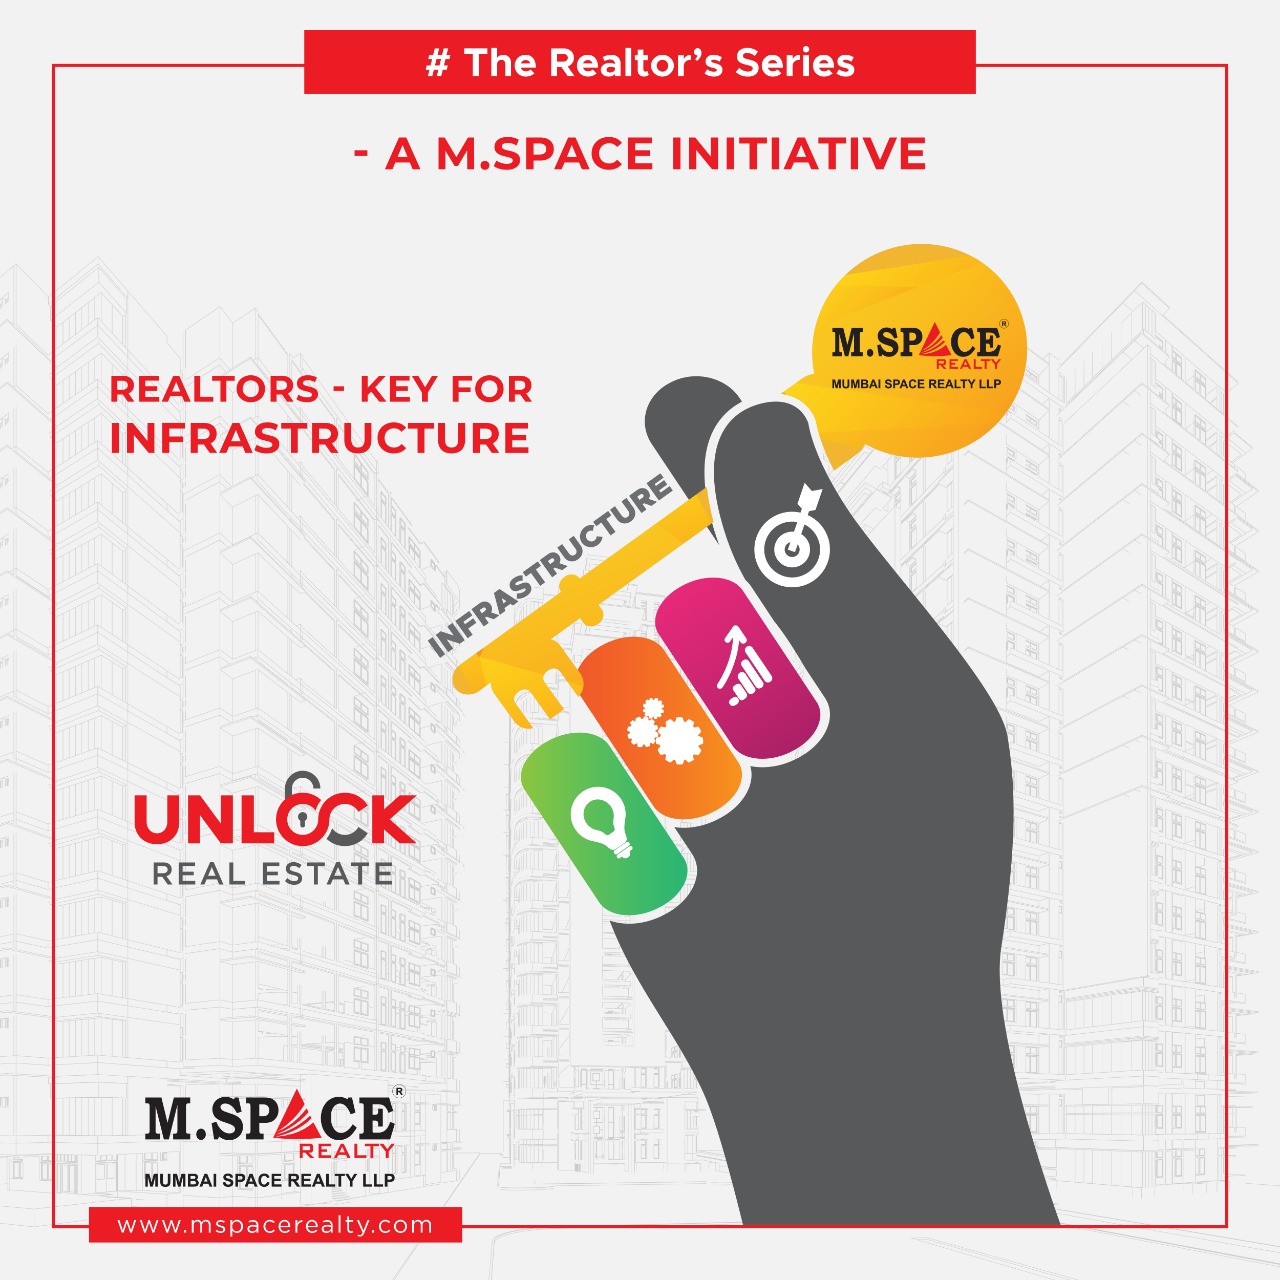 # The Realtor’s Series
- A M.SPACE INITIATIVE
M.SPACE®
REALTY
MUMBAI SPACE REALTY LLP
REALTORS - KEY FOR
INFRASTRUCTURE
INFRASTRUCTURE
UNLOCK
REAL ESTATE
M.SPACE®
REALTY
MUMBAI SPACE REALTY LLP
www.mspacerealty.com